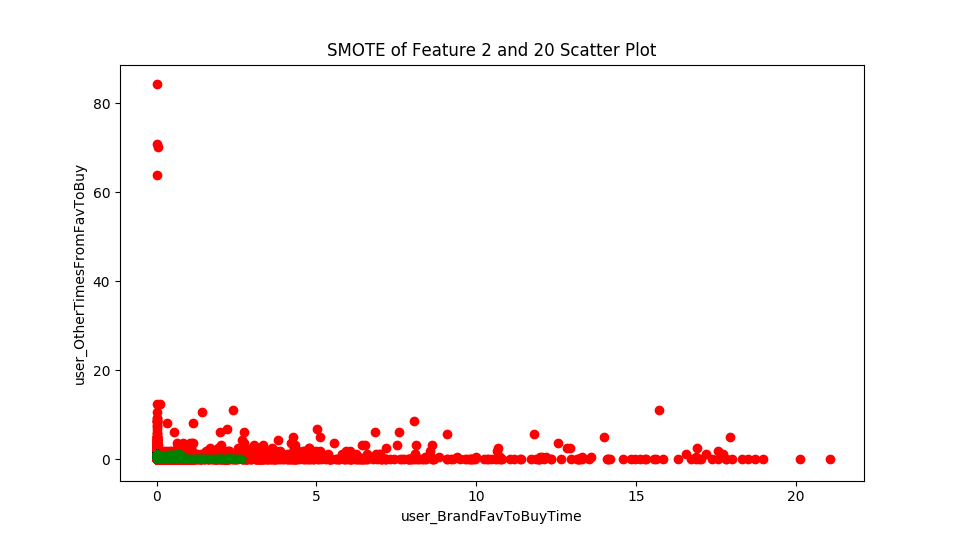 SMOTE of Feature 2 and 20 Scatter Plot
80
60
40
20
0
user_OtherTimesFromFavToBuy
0 5 10 15 20
user_BrandFavToBuyTime